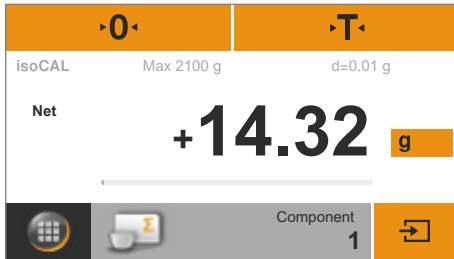 ▸0◂ ▸T◂
isoCAL Max 2100 g d=0.01 g
Net
+14.32 g
Σ
Component
1